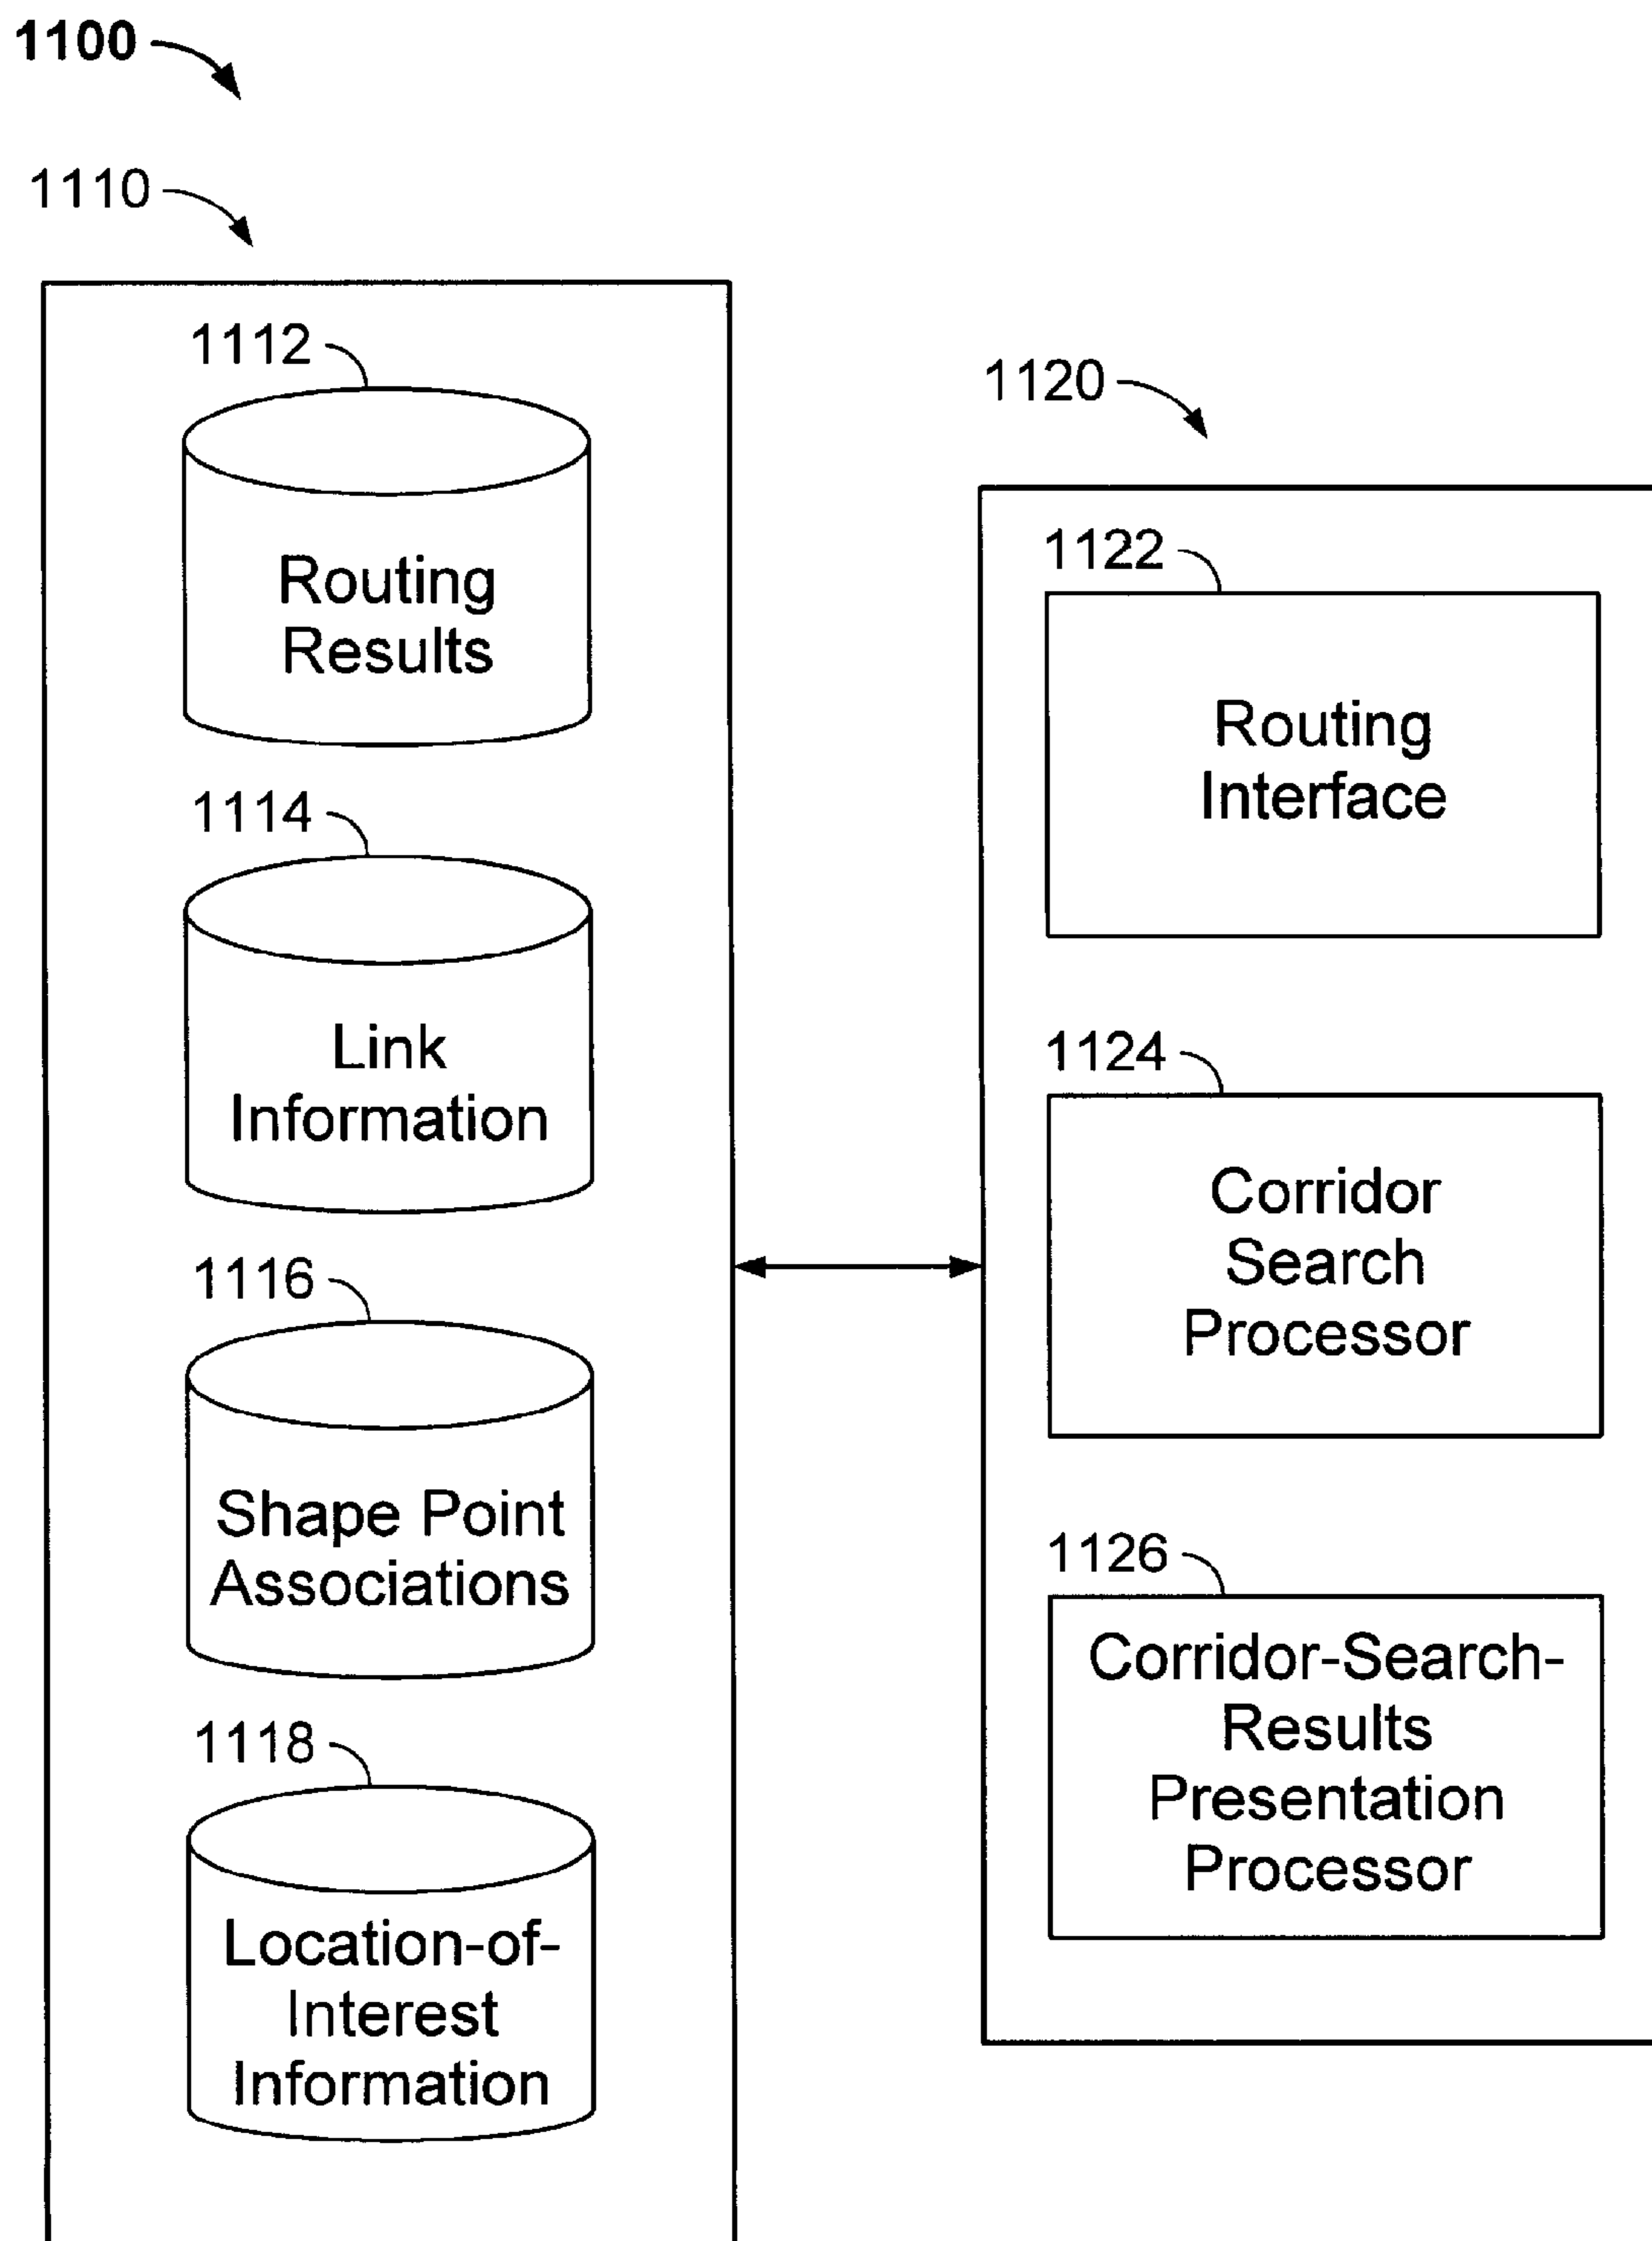 1100
1110
1112
Routing
Results
1114
Link
Information
1116
Shape Point
Associations
1118
Location-of-
Interest
Information
1120
1122
Routing
Interface
1124
Corridor
Search
Processor
1126
Corridor-Search-
Results
Presentation
Processor